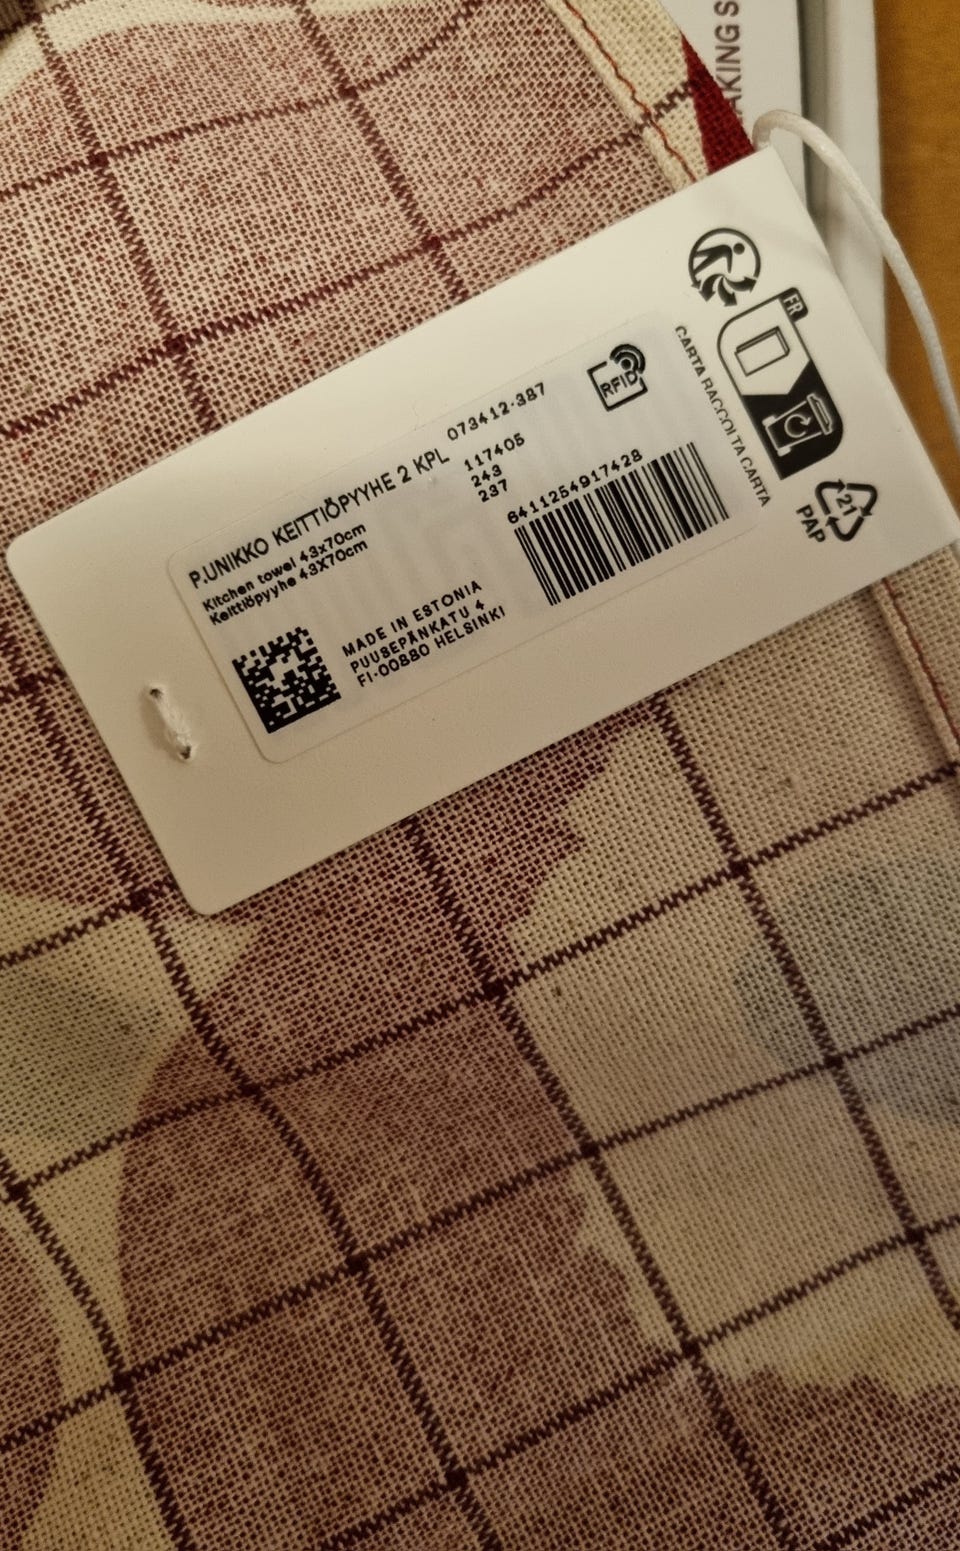 AKING S
FR
CARTA RACCOLTA CARTA
21
PAP
RFID
P.UNIKKO KEITTIÖPYYHE 2 KPL 073412-387
Kitchen towel 43x70cm 117405
Keittiöpyyhe 43X70cm 243
237
6411254917428
MADE IN ESTONIA
PUUSEPÄNKATU 4
FI-00880 HELSINKI